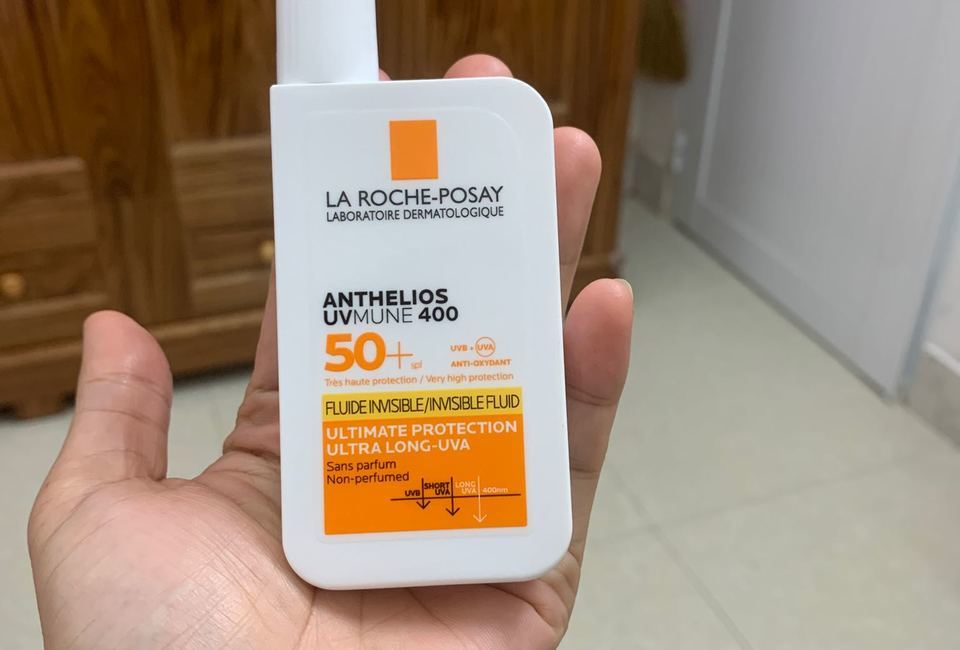 LA ROCHE-POSAY
LABORATOIRE DERMATOLOGIQUE
ANTHELIOS
UVMUNE 400
50+ spf
UVB + UVA
ANTI-OXYDANT
Très haute protection / Very high protection
FLUIDE INVISIBLE/INVISIBLE FLUID
ULTIMATE PROTECTION
ULTRA LONG-UVA
Sans parfum
Non-perfumed
UVB SHORT UVA LONG UVA 400nm